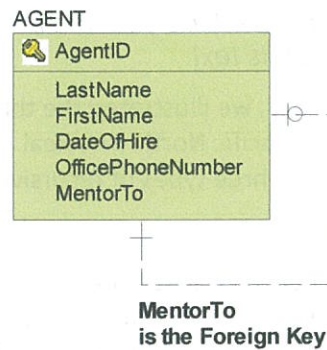 AGENT
AgentID
LastName
FirstName
DateOfHire
OfficePhoneNumber
MentorTo
MentorTo
is the Foreign Key